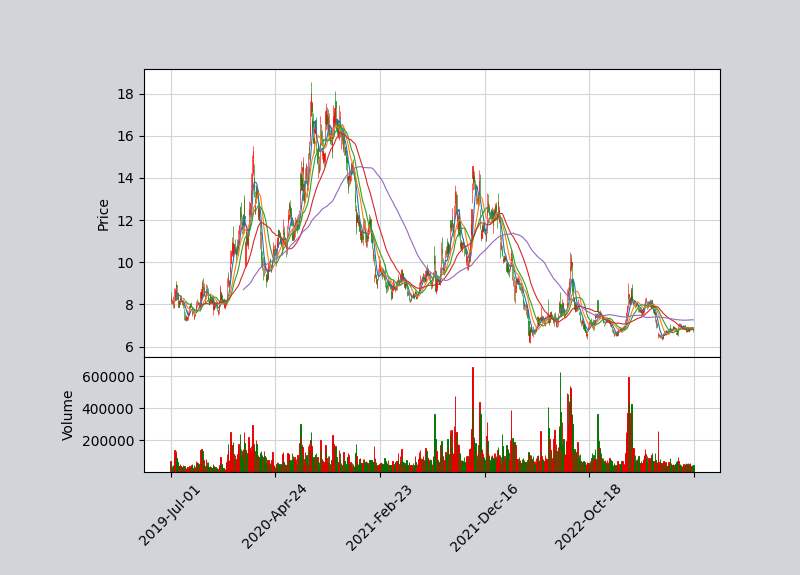 18
16
14
12
10
8
6
Price
600000
400000
200000
Volume
2019-Jul-01
2020-Apr-24
2021-Feb-23
2021-Dec-16
2022-Oct-18